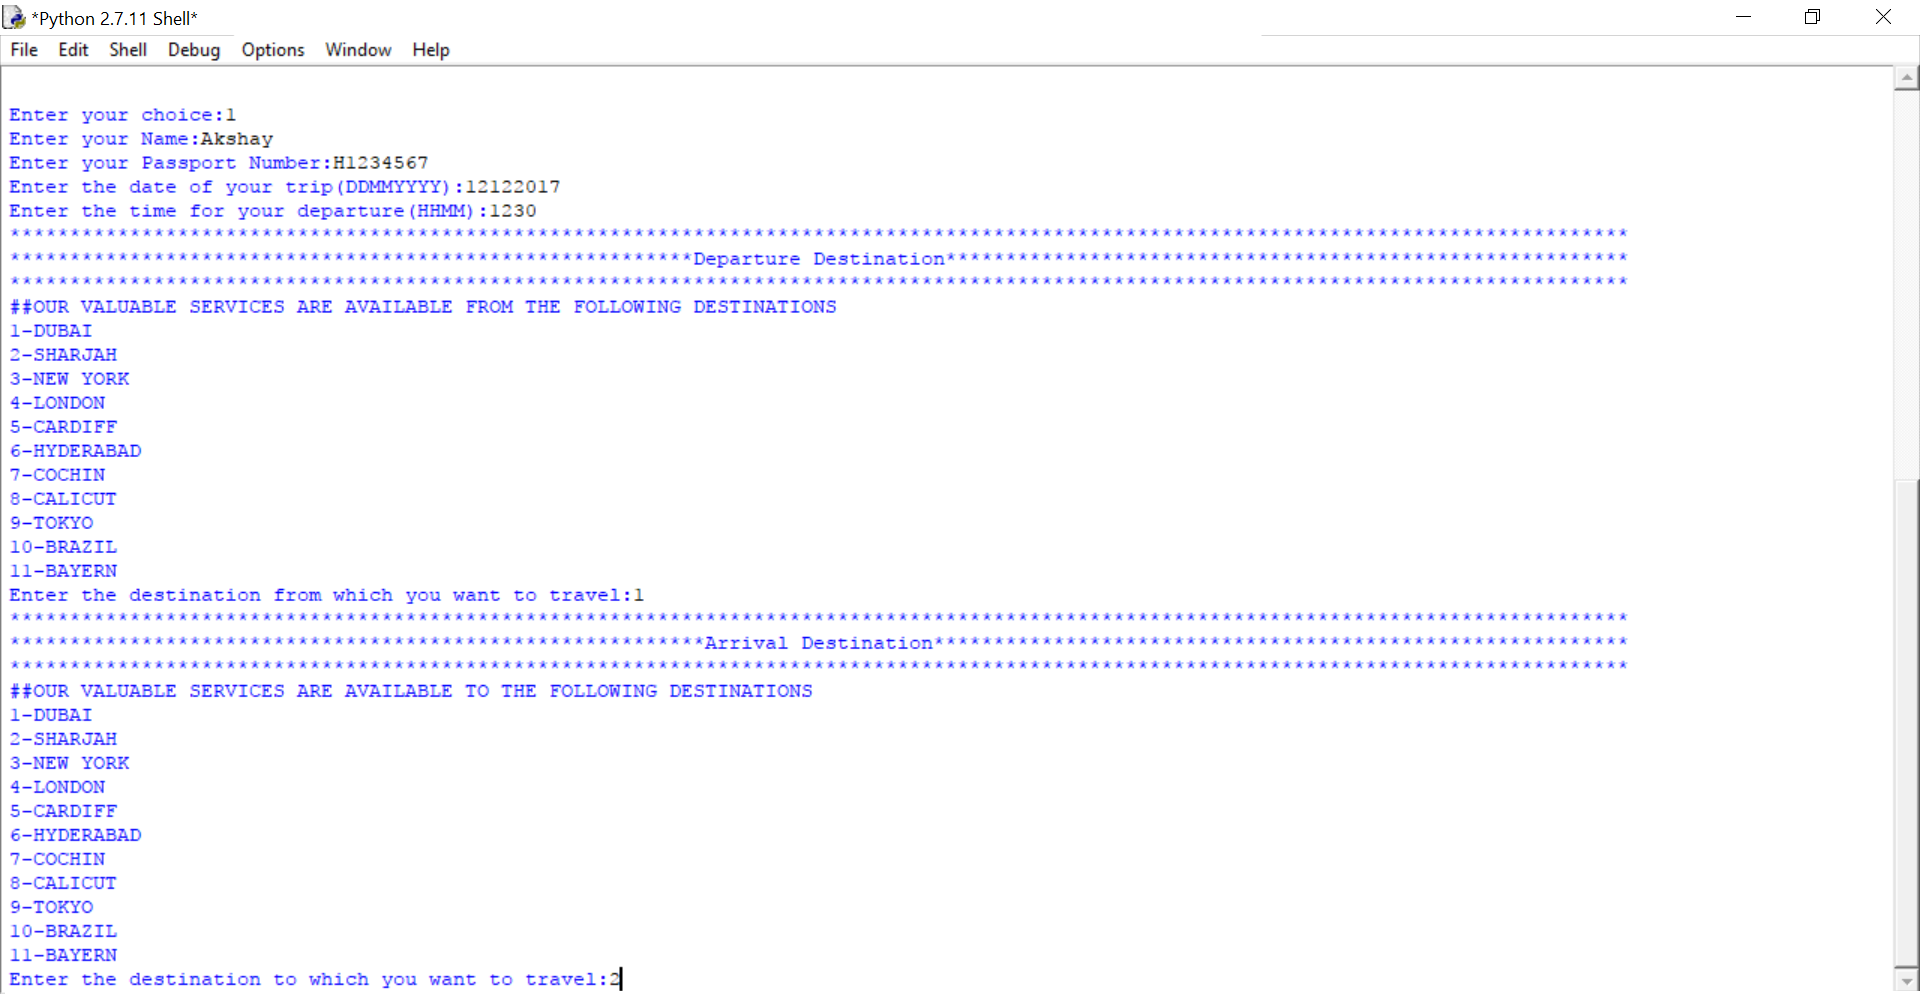 *Python 2.7.11 Shell*
File Edit Shell Debug Options Window Help
Enter your choice:1
Enter your Name:Akshay
Enter your Passport Number:H1234567
Enter the date of your trip(DDMMYYYY):12122017
Enter the time for your departure(HHMM):1230
***************************************************************************************************************************************
*********************************************************Departure Destination*********************************************************
***************************************************************************************************************************************
##OUR VALUABLE SERVICES ARE AVAILABLE FROM THE FOLLOWING DESTINATIONS
1-DUBAI
2-SHARJAH
3-NEW YORK
4-LONDON
5-CARDIFF
6-HYDERABAD
7-COCHIN
8-CALICUT
9-TOKYO
10-BRAZIL
11-BAYERN
Enter the destination from which you want to travel:1
***************************************************************************************************************************************
**********************************************************Arrival Destination**********************************************************
***************************************************************************************************************************************
##OUR VALUABLE SERVICES ARE AVAILABLE TO THE FOLLOWING DESTINATIONS
1-DUBAI
2-SHARJAH
3-NEW YORK
4-LONDON
5-CARDIFF
6-HYDERABAD
7-COCHIN
8-CALICUT
9-TOKYO
10-BRAZIL
11-BAYERN
Enter the destination to which you want to travel:2